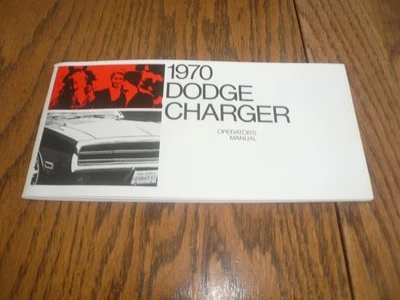 1970
DODGE
CHARGER
OPERATOR'S
MANUAL